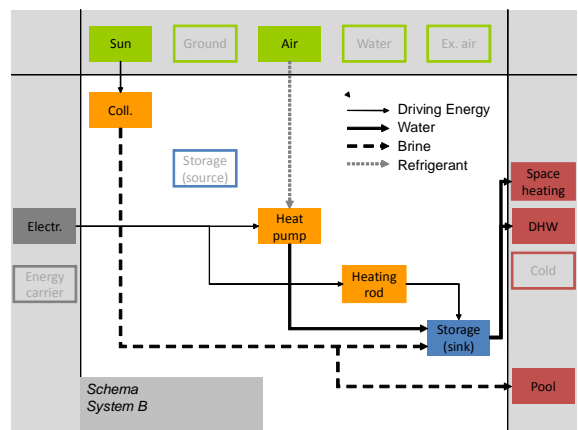 Sun
Ground
Air
Water
Ex. air
Coll.
Driving Energy
Water
Brine
Refrigerant
Storage
(source)
Space
heating
Electr.
Heat
pump
DHW
Energy
carrier
Heating
rod
Cold
Storage
(sink)
Schema
System B
Pool